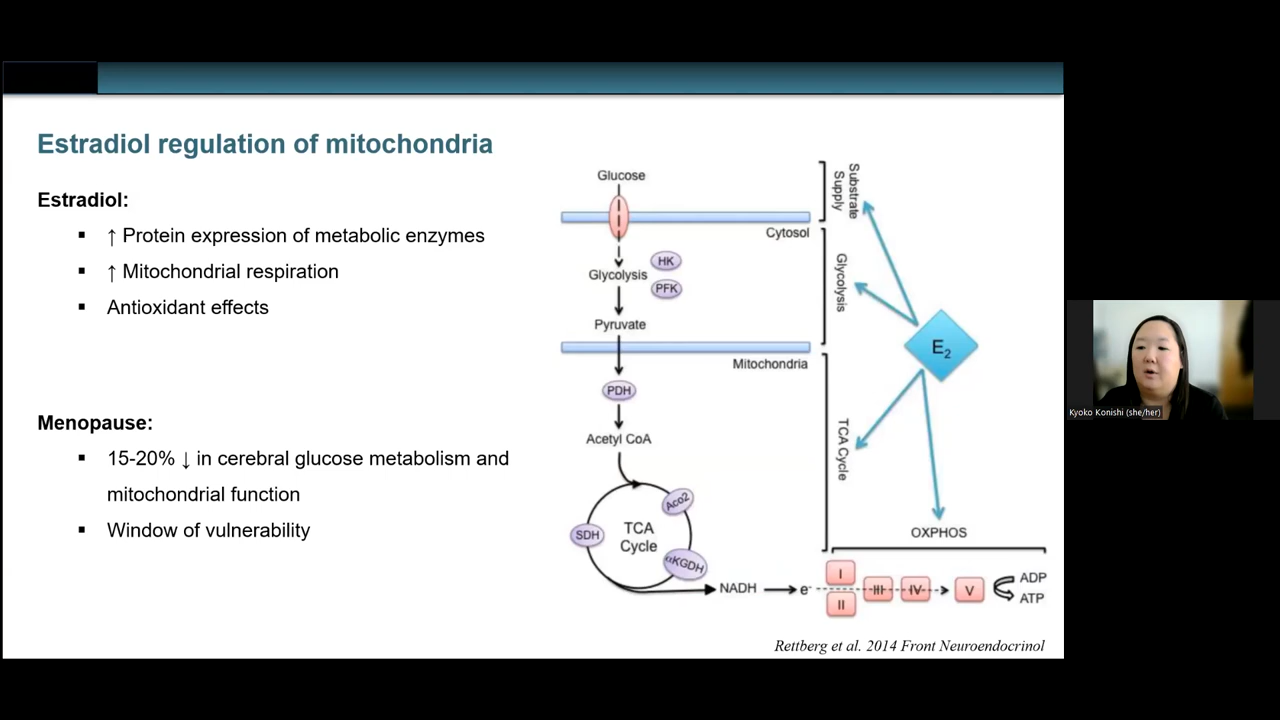 Estradiol regulation of mitochondria
Estradiol:
▪ ↑ Protein expression of metabolic enzymes
▪ ↑ Mitochondrial respiration
▪ Antioxidant effects
Menopause:
▪ 15-20% ↓ in cerebral glucose metabolism and
mitochondrial function
▪ Window of vulnerability
Glucose
Cytosol
Glycolysis
HK
PFK
Pyruvate
Mitochondria
PDH
Acetyl CoA
TCA
Cycle
Aco2
SDH
αKGDH
NADH
e-
I
II
III
IV
V
ADP
ATP
Substrate
Supply
Glycolysis
TCA Cycle
E2
OXPHOS
Rettberg et al. 2014 Front Neuroendocrinol
Kyoko Konishi (she/her)